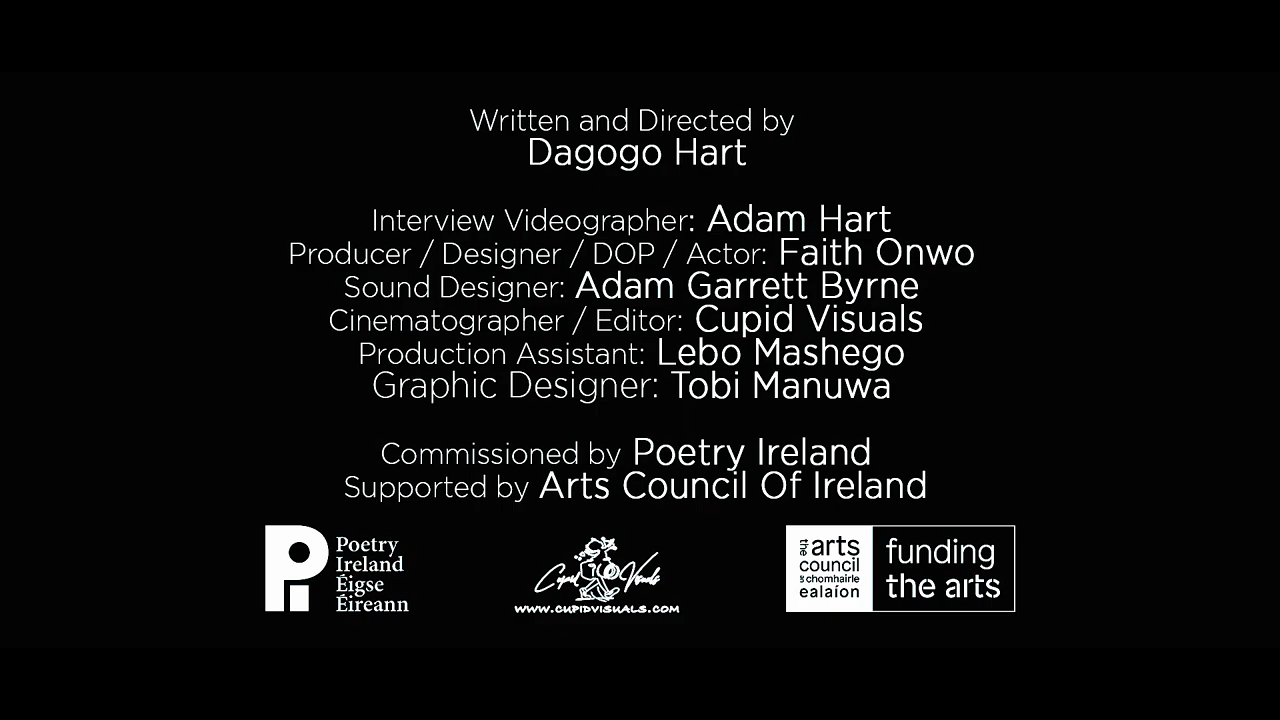 Written and Directed by
Dagogo Hart
Interview Videographer: Adam Hart
Producer / Designer / DOP / Actor: Faith Onwo
Sound Designer: Adam Garrett Byrne
Cinematographer / Editor: Cupid Visuals
Production Assistant: Lebo Mashego
Graphic Designer: Tobi Manuwa
Commissioned by Poetry Ireland
Supported by Arts Council Of Ireland
Poetry
Ireland
Éigse
Éireann
Cupid Visuals
WWW.CUPIDVISUALS.COM
the arts
council
an chomhairle
ealaíon
funding
the arts